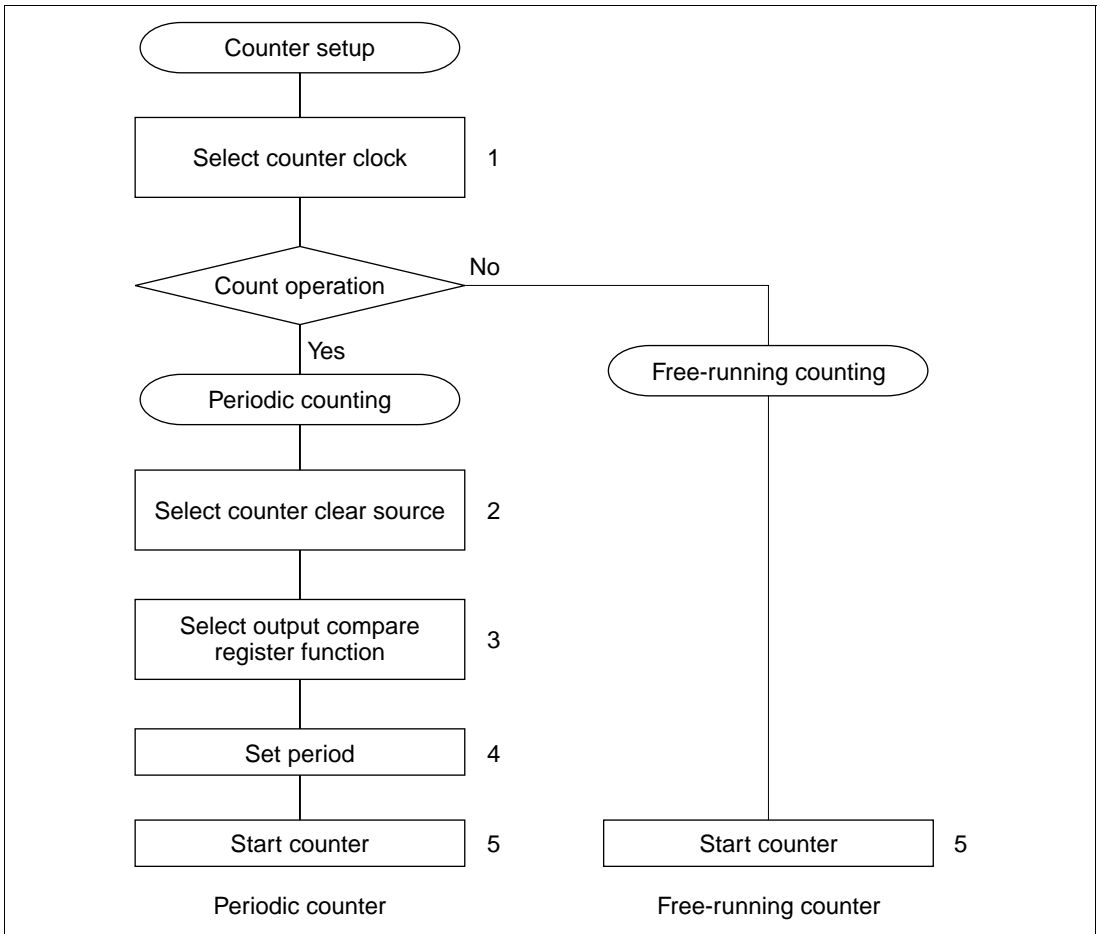 Counter setup
Select counter clock 1
Count operation
No
Yes
Free-running counting
Periodic counting
Select counter clear source 2
Select output compare
register function 3
Set period 4
Start counter 5 Start counter 5
Periodic counter Free-running counter